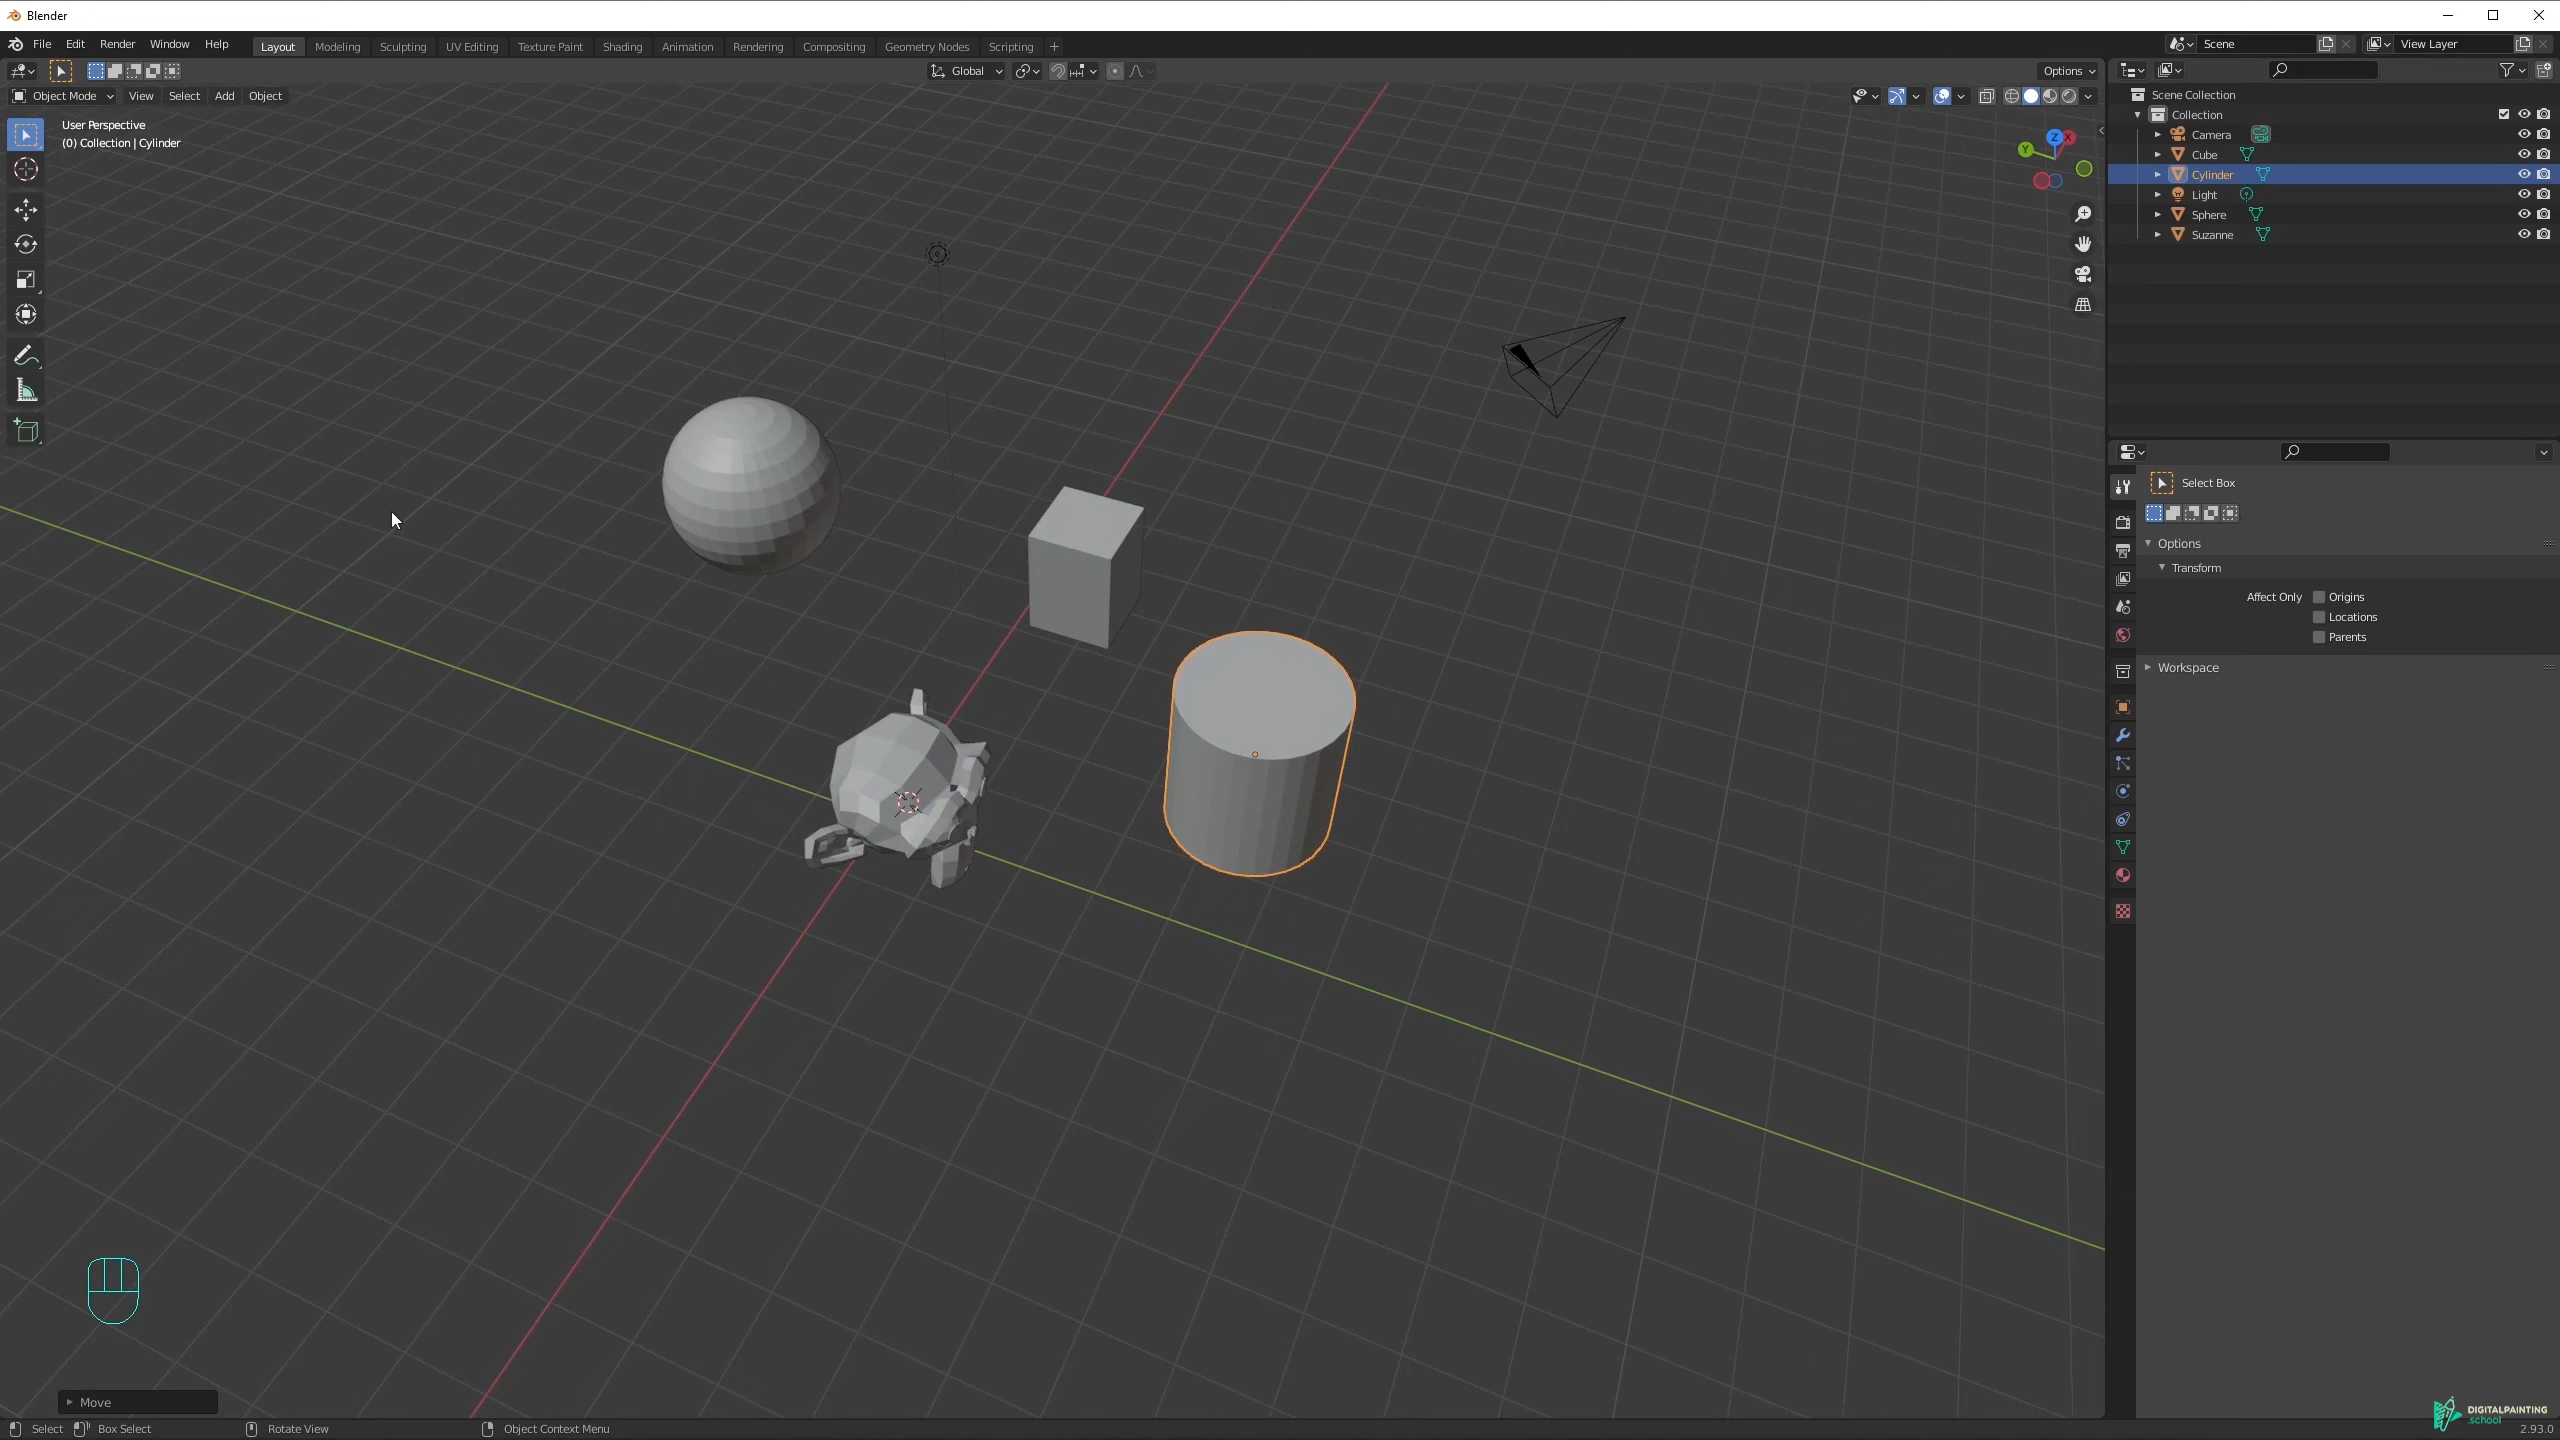 Blender
File Edit Render Window Help Layout Modeling Sculpting UV Editing Texture Paint Shading Animation Rendering Compositing Geometry Nodes Scripting + Scene View Layer
Global Options
Object Mode View Select Add Object
User Perspective
(0) Collection | Cylinder
Z X
Y
Scene Collection
Collection
Camera
Cube
Cylinder
Light
Sphere
Suzanne
Select Box
Options
Transform
Affect Only Origins
Locations
Parents
Workspace
Move
Select Box Select Rotate View Object Context Menu
DIGITALPAINTING
.school
2.93.0